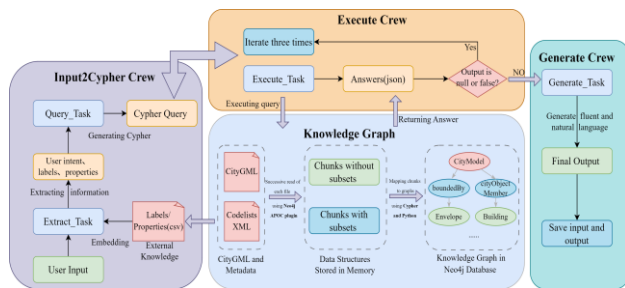 Execute Crew
Iterate three times
Yes
Execute_Task
Answers(json)
Output is
null or false?
NO
Executing query
Returning Answer
Input2Cypher Crew
Query_Task
Cypher Query
Generating Cypher
User intent,
labels,
properties
Extracting
information
Extract_Task
Embedding
Labels/
Properties(csv)
External
Knowledge
User Input
Knowledge Graph
CityGML
Codelists
XML
CityGML and
Metadata
Successive read of
each file
using Neo4j
APOC plugin
Chunks without
subsets
Chunks with
subsets
Data Structures
Stored in Memory
Mapping chunks
to graphs
using Cypher
and Python
CityModel
boundedBy
cityObject
Member
Envelope
Building
......
Knowledge Graph in
Neo4j Database
Generate Crew
Generate_Task
Generate fluent and
natural language
Final Output
Save input and
output